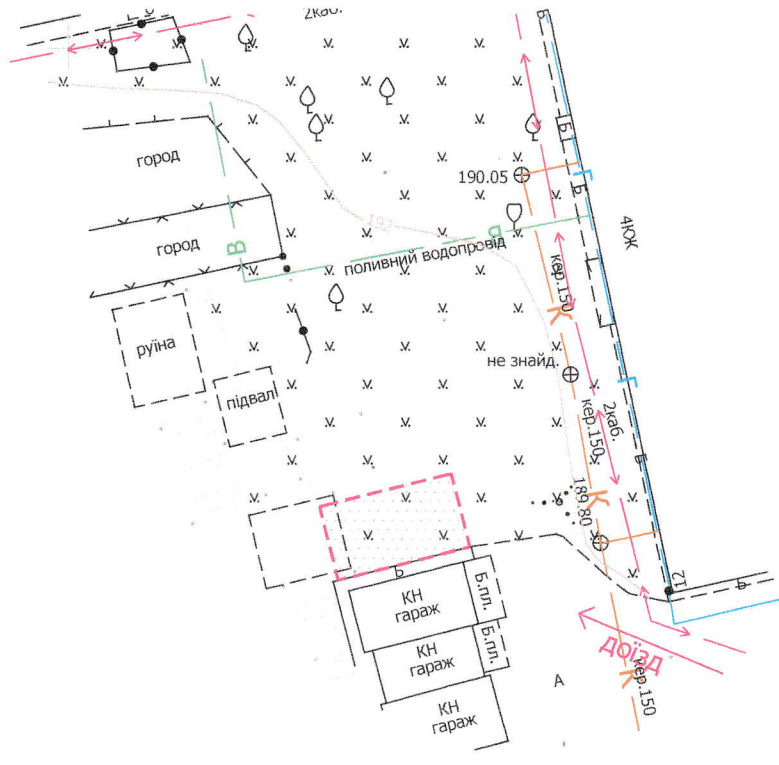 2каб.
город
190.05
Б
Б
Г
192
4КЖ
город
В
В
поливний водопровід
кер.150
К
руїна
не знайд.
Г
підвал
кер.150
2каб.
К
189.80
12
Б
КН
гараж
Б.пл.
КН
гараж
Б.пл.
доїзд
К
кер.150
А
КН
гараж